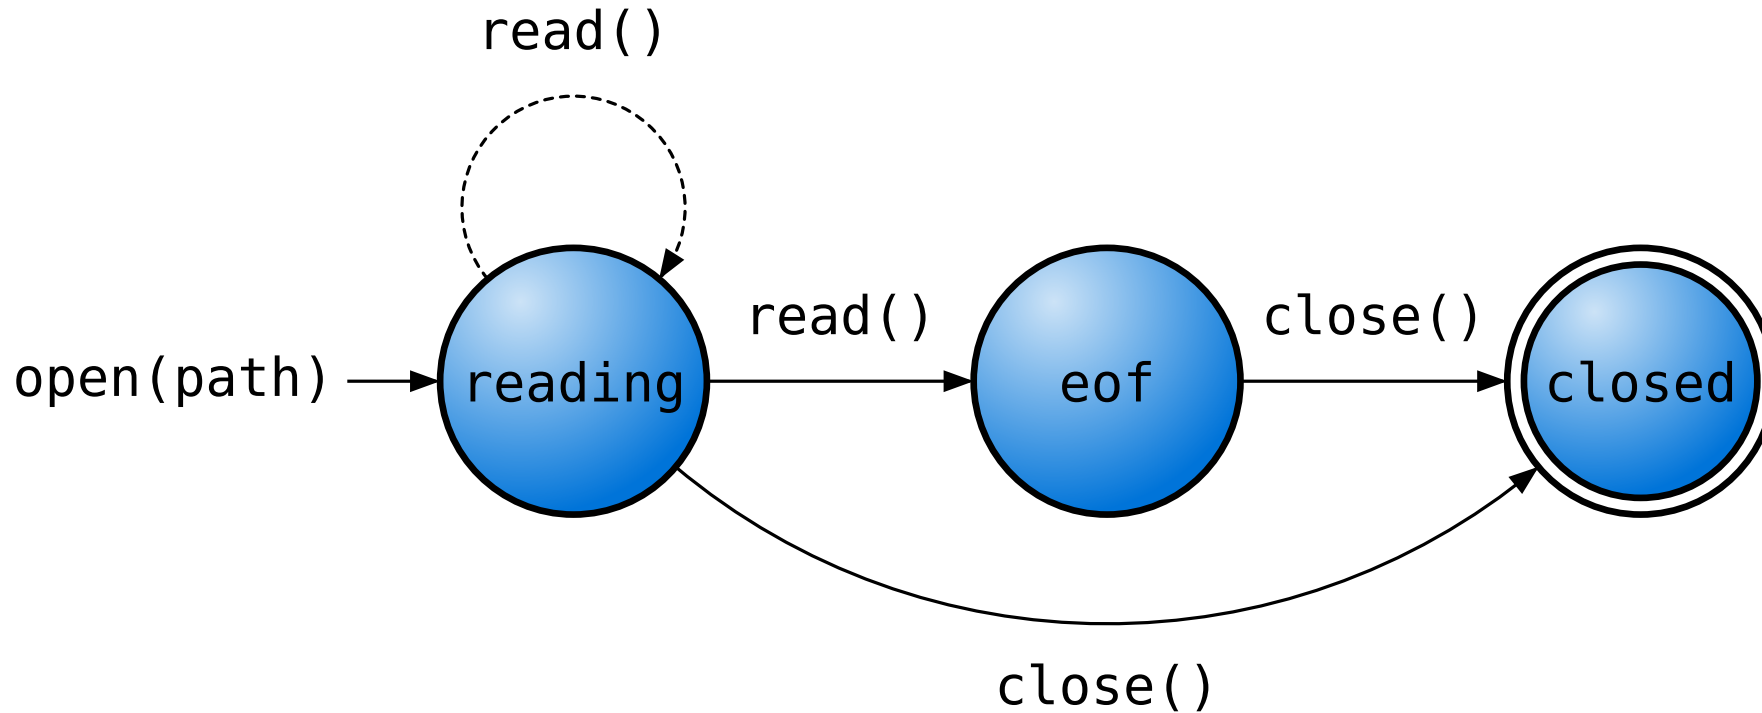 read()
read()
close()
open(path)
reading
eof
closed
close()